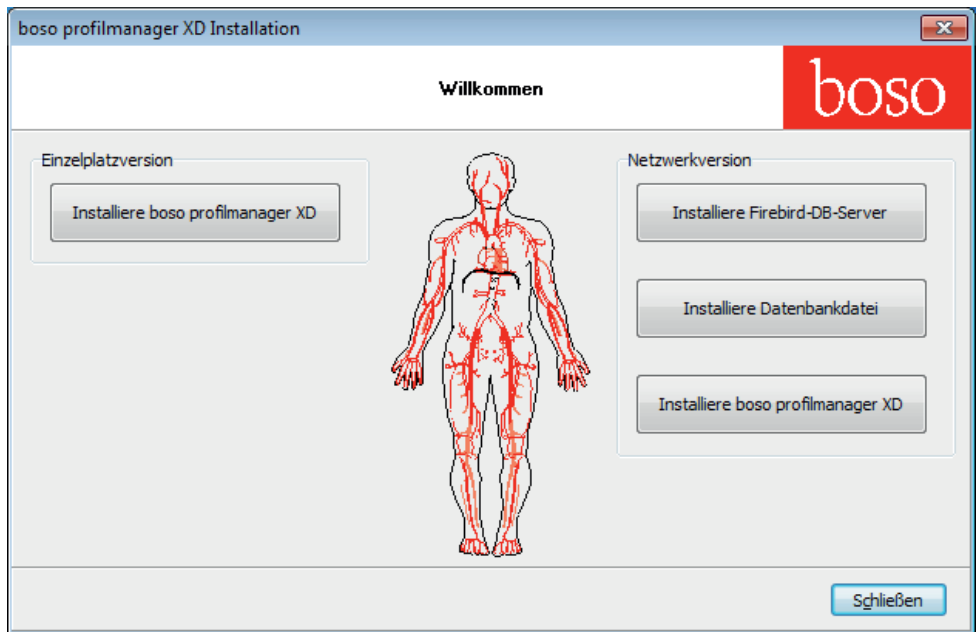 boso profilmanager XD Installation
Willkommen
boso
Einzelplatzversion
Installiere boso profilmanager XD
Netzwerkversion
Installiere Firebird-DB-Server
Installiere Datenbankdatei
Installiere boso profilmanager XD
Schließen